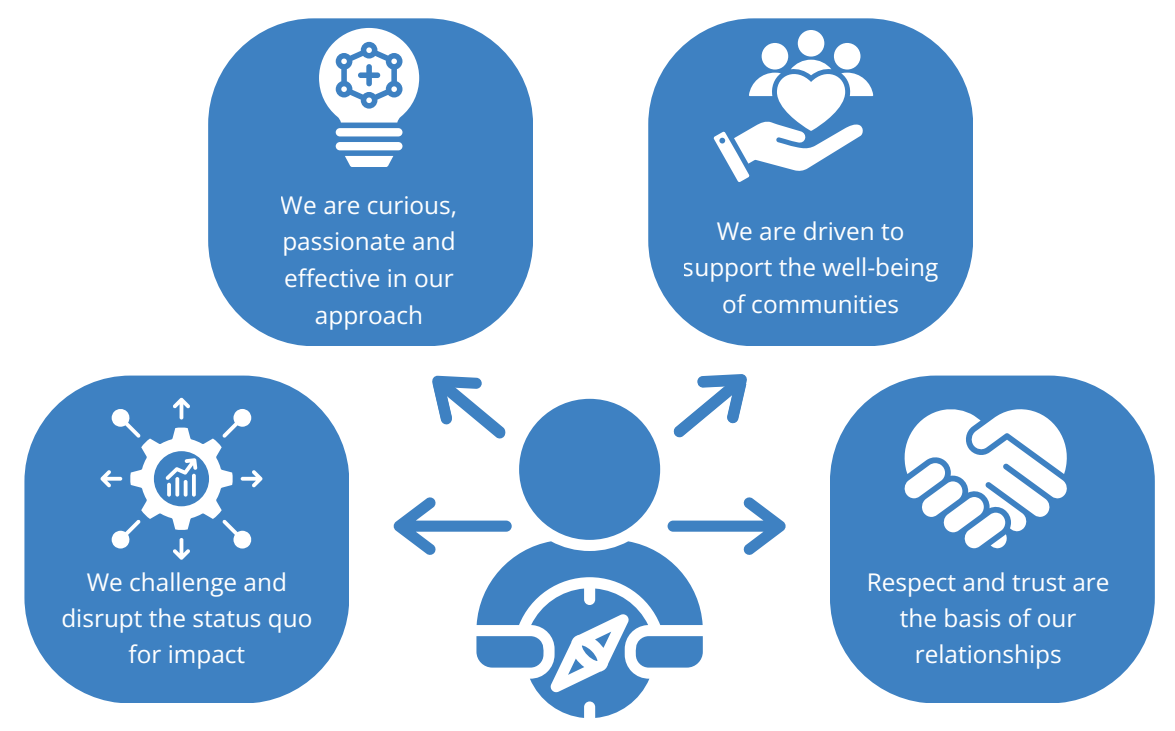 We are curious,
passionate and
effective in our
approach
We are driven to
support the well-being
of communities
We challenge and
disrupt the status quo
for impact
Respect and trust are
the basis of our
relationships